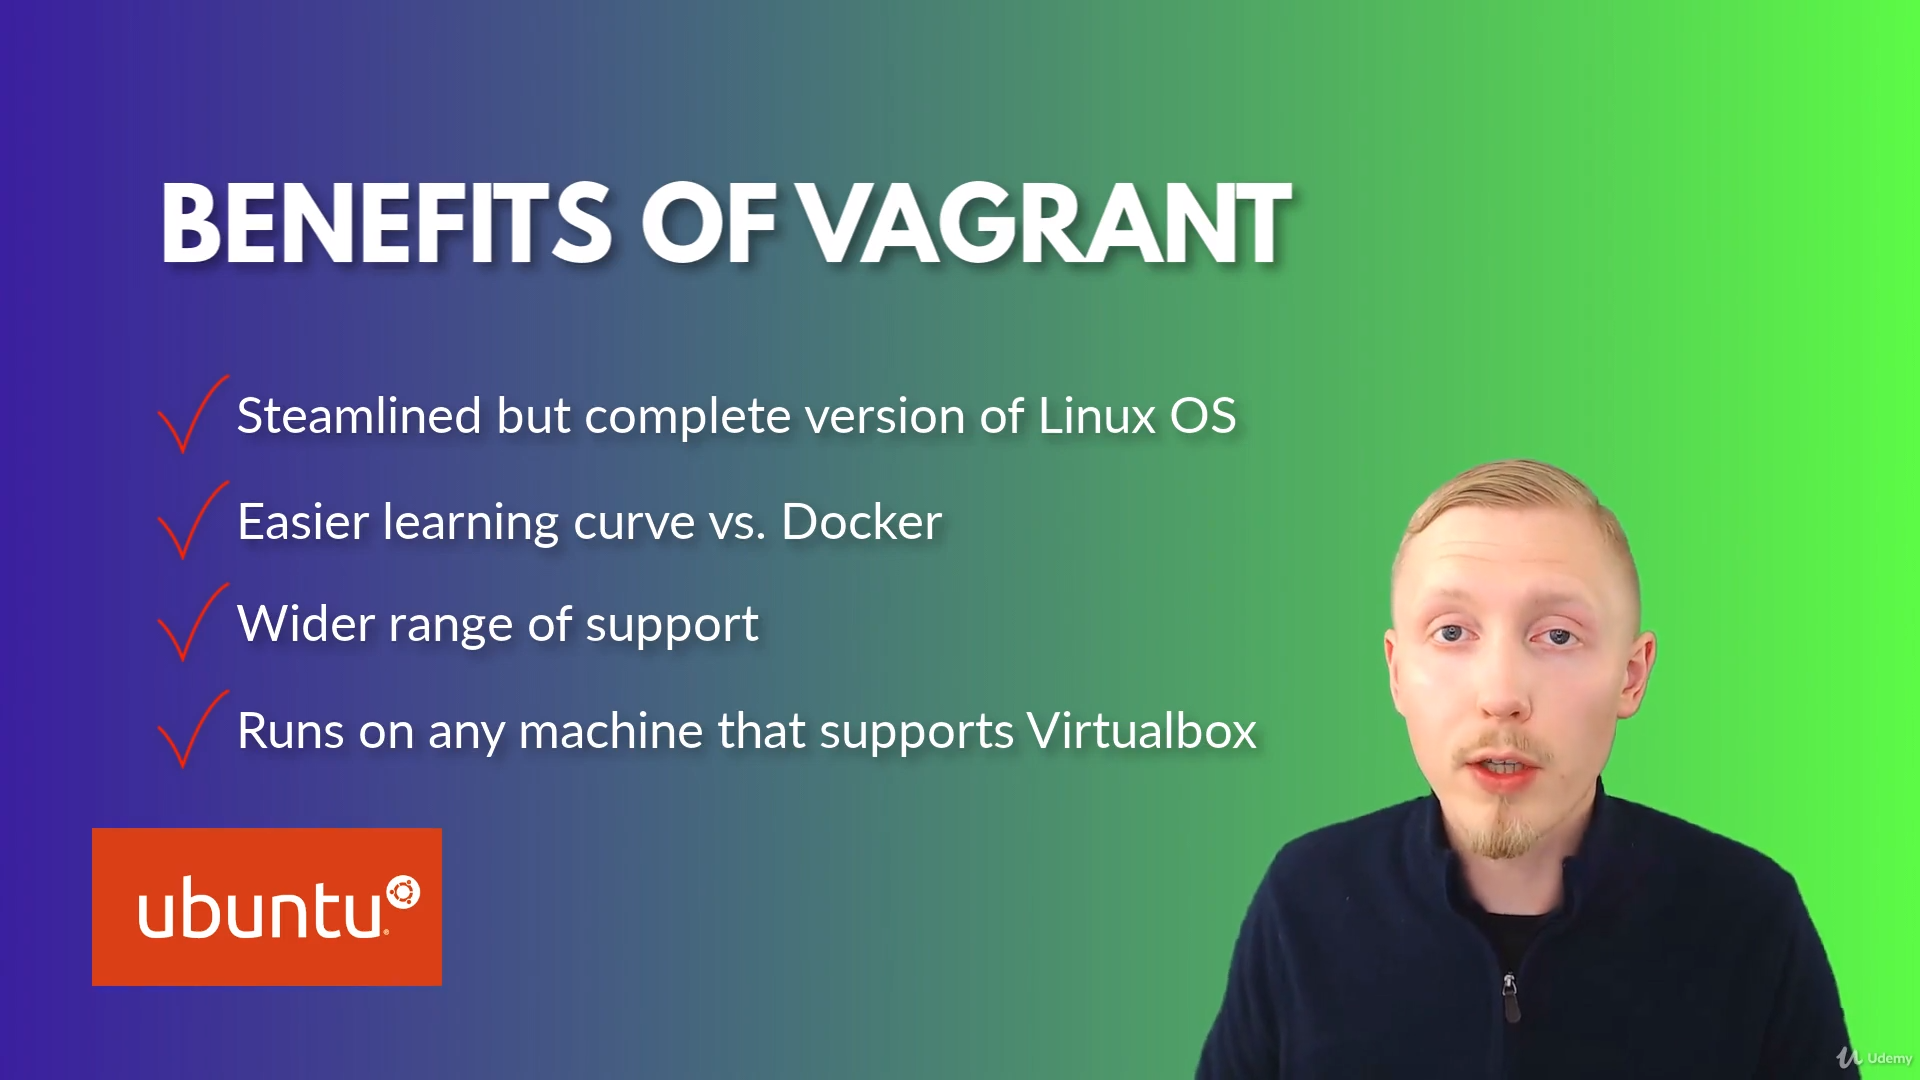 BENEFITS OF VAGRANT
Steamlined but complete version of Linux OS
Easier learning curve vs. Docker
Wider range of support
Runs on any machine that supports Virtualbox
ubuntu
Udemy